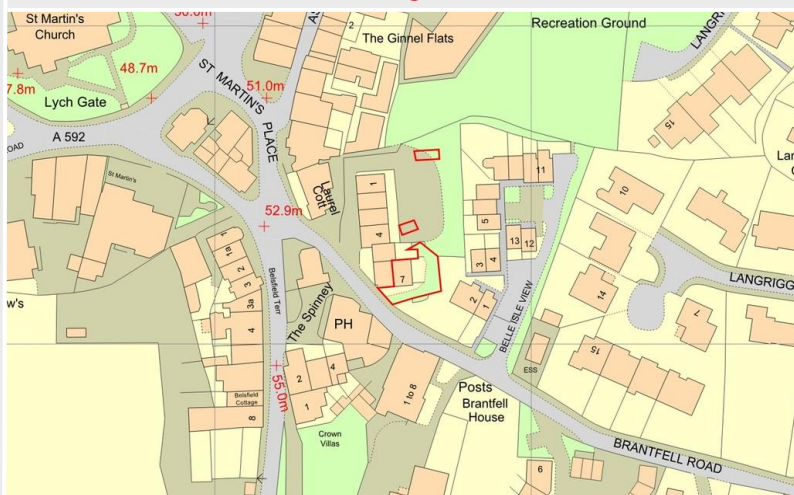 St Martin's
Church
2
The Ginnel Flats
Recreation Ground
48.7m
51.0m
7.8m
Lych Gate
ST MARTIN'S
PLACE
A 592
OAD
15
St Martin's
Laurel
Cott
1
11
10
52.9m
4
5
13
12
3
4
7
1
1a
2
3
3a
4
Belsfield Terr
The Spinney
PH
2
1
BELLE ISLE VIEW
14
LANGRIGG
7
w's
55.0m
2
4
1
1 to 8
ESS
15
Belsfield
Cottage
8
Posts
Brantfell
House
Crown
Villas
BRANTFELL ROAD
6